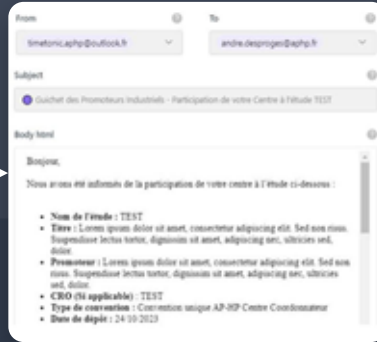 From
To
timetonic.aphp@outlook.fr
andre.desproges@aphp.fr
Subject
Guichet des Promoteurs Industriels - Participation de votre Centre à l'étude TEST
Body html
Bonjour,
Nous avons été informés de la participation de votre centre à l'étude ci-dessous :
• Nom de l'étude : TEST
• Titre : Lorem ipsum dolor sit amet, consectetur adipiscing elit. Sed non risus.
Suspendisse lectus tortor, dignissim sit amet, adipiscing nec, ultricies sed,
dolor.
• Promoteur : Lorem ipsum dolor sit amet, consectetur adipiscing elit. Sed non
risus. Suspendisse lectus tortor, dignissim sit amet, adipiscing nec, ultricies
sed, dolor.
• CRO (Si applicable) : TEST
• Type de convention : Convention unique AP-HP Centre Coordonnateur
• Date de dépôt : 24/10/2023